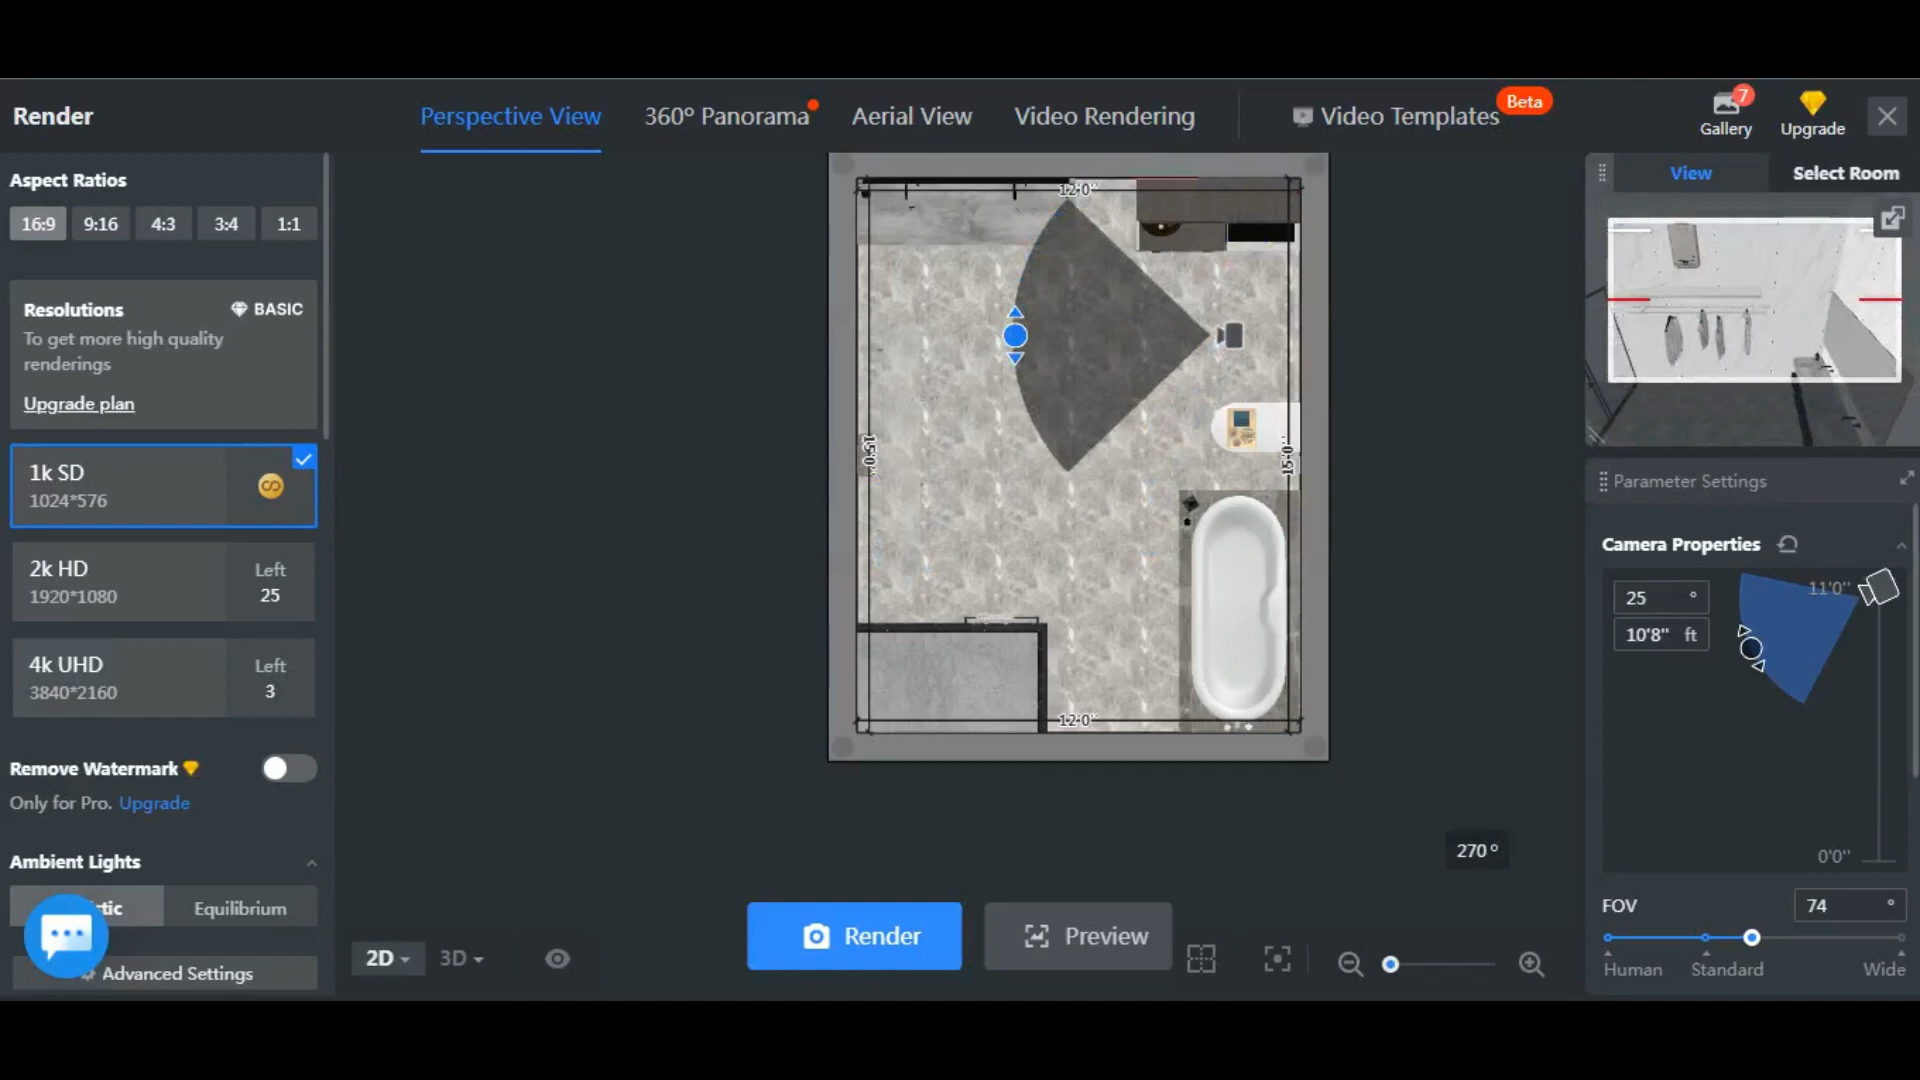 Render
Perspective View
360º Panorama
Aerial View
Video Rendering
Video Templates
Beta
7
Gallery
Upgrade
Aspect Ratios
16:9 9:16 4:3 3:4 1:1
Resolutions BASIC
To get more high quality
renderings
Upgrade plan
1k SD
1024*576
2k HD
1920*1080
Left
25
4k UHD
3840*2160
Left
3
Remove Watermark
Only for Pro. Upgrade
Ambient Lights
tic
Equilibrium
Advanced Settings
12'0"
15'0"
15'0"
12'0"
270 º
2D
3D
Render
Preview
View
Select Room
Parameter Settings
Camera Properties
25 º
10'8" ft
11'0"
0'0"
FOV
74 º
Human Standard Wide